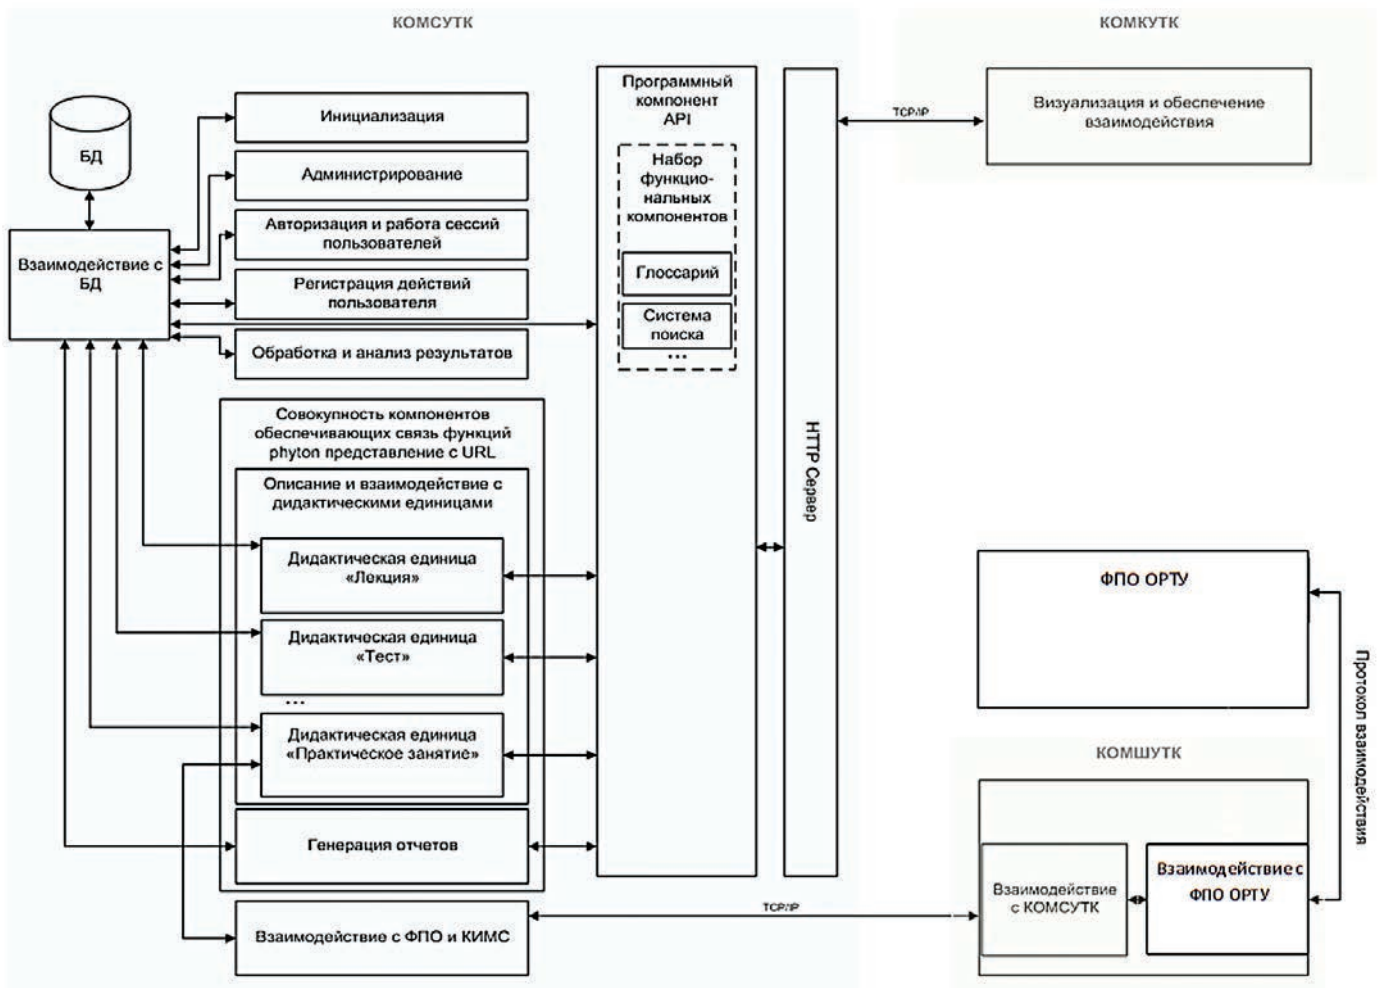 КОМСУТК
КОМКУТК
БД
Взаимодействие с
БД
Инициализация
Администрирование
Авторизация и работа сессий
пользователей
Регистрация действий
пользователя
Обработка и анализ результатов
Совокупность компонентов
обеспечивающих связь функций
phyton представление с URL
Описание и взаимодействие с
дидактическими единицами
Дидактическая единица
«Лекция»
Дидактическая единица
«Тест»
...
Дидактическая единица
«Практическое занятие»
Генерация отчетов
Взаимодействие с ФПО и КИМС
Программный
компонент
API
Набор
функцио-
нальных
компонентов
Глоссарий
Система
поиска
...
HTTP Сервер
TCP/IP
Визуализация и обеспечение
взаимодействия
ФПО ОРТУ
Протокол взаимодействия
КОМШУТК
Взаимодействие
с КОМСУТК
Взаимодействие с
ФПО ОРТУ
TCP/IP